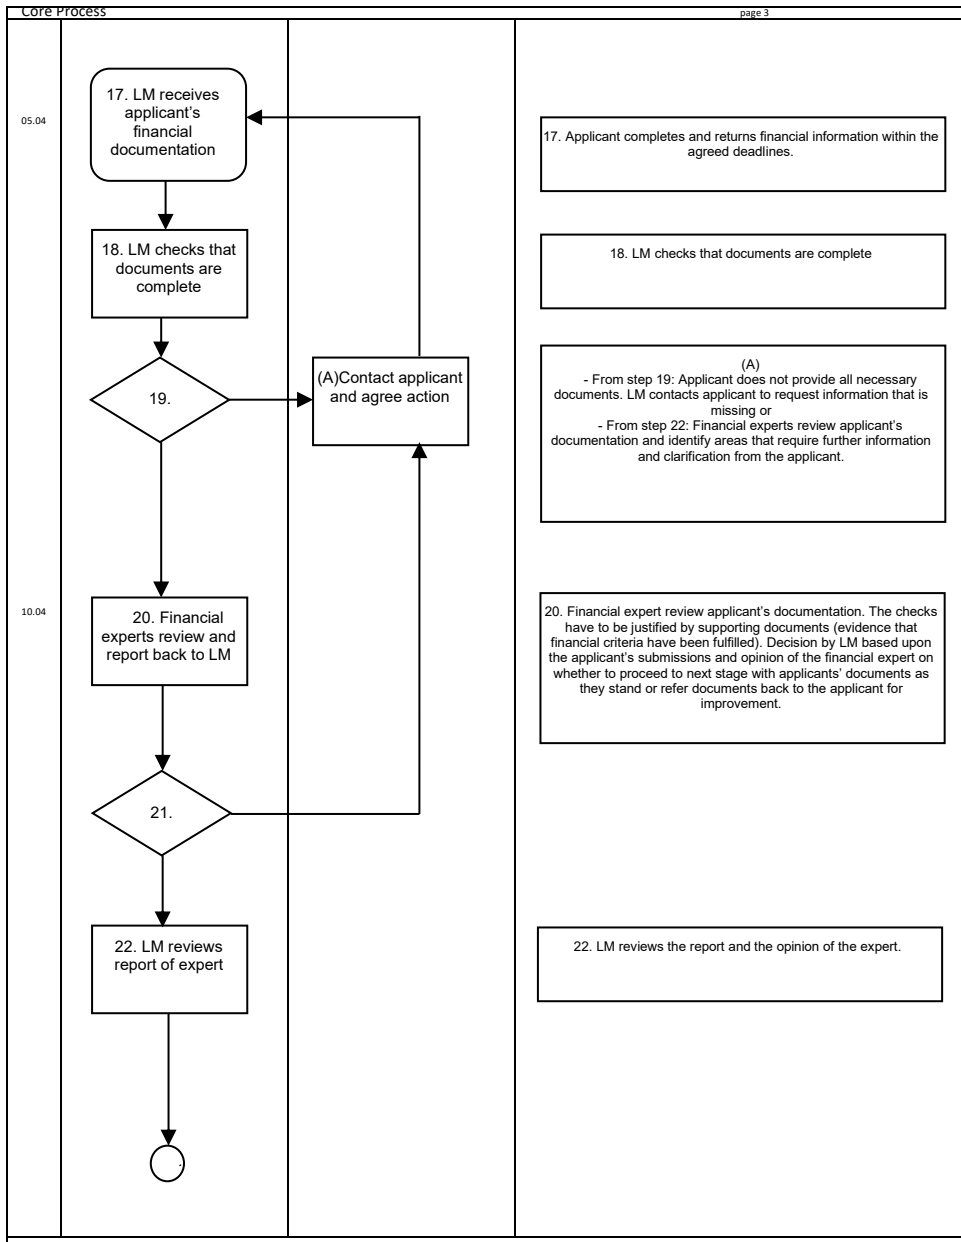 Core Process
page 3
05.04
17. LM receives
applicant’s
financial
documentation
17. Applicant completes and returns financial information within the
agreed deadlines.
18. LM checks that
documents are
complete
18. LM checks that documents are complete
19.
(A)Contact applicant
and agree action
(A)
- From step 19: Applicant does not provide all necessary
documents. LM contacts applicant to request information that is
missing or
- From step 22: Financial experts review applicant’s
documentation and identify areas that require further information
and clarification from the applicant.
10.04
20. Financial
experts review and
report back to LM
20. Financial expert review applicant’s documentation. The checks
have to be justified by supporting documents (evidence that
financial criteria have been fulfilled). Decision by LM based upon
the applicant’s submissions and opinion of the financial expert on
whether to proceed to next stage with applicants’ documents as
they stand or refer documents back to the applicant for
improvement.
21.
22. LM reviews
report of expert
22. LM reviews the report and the opinion of the expert.
.